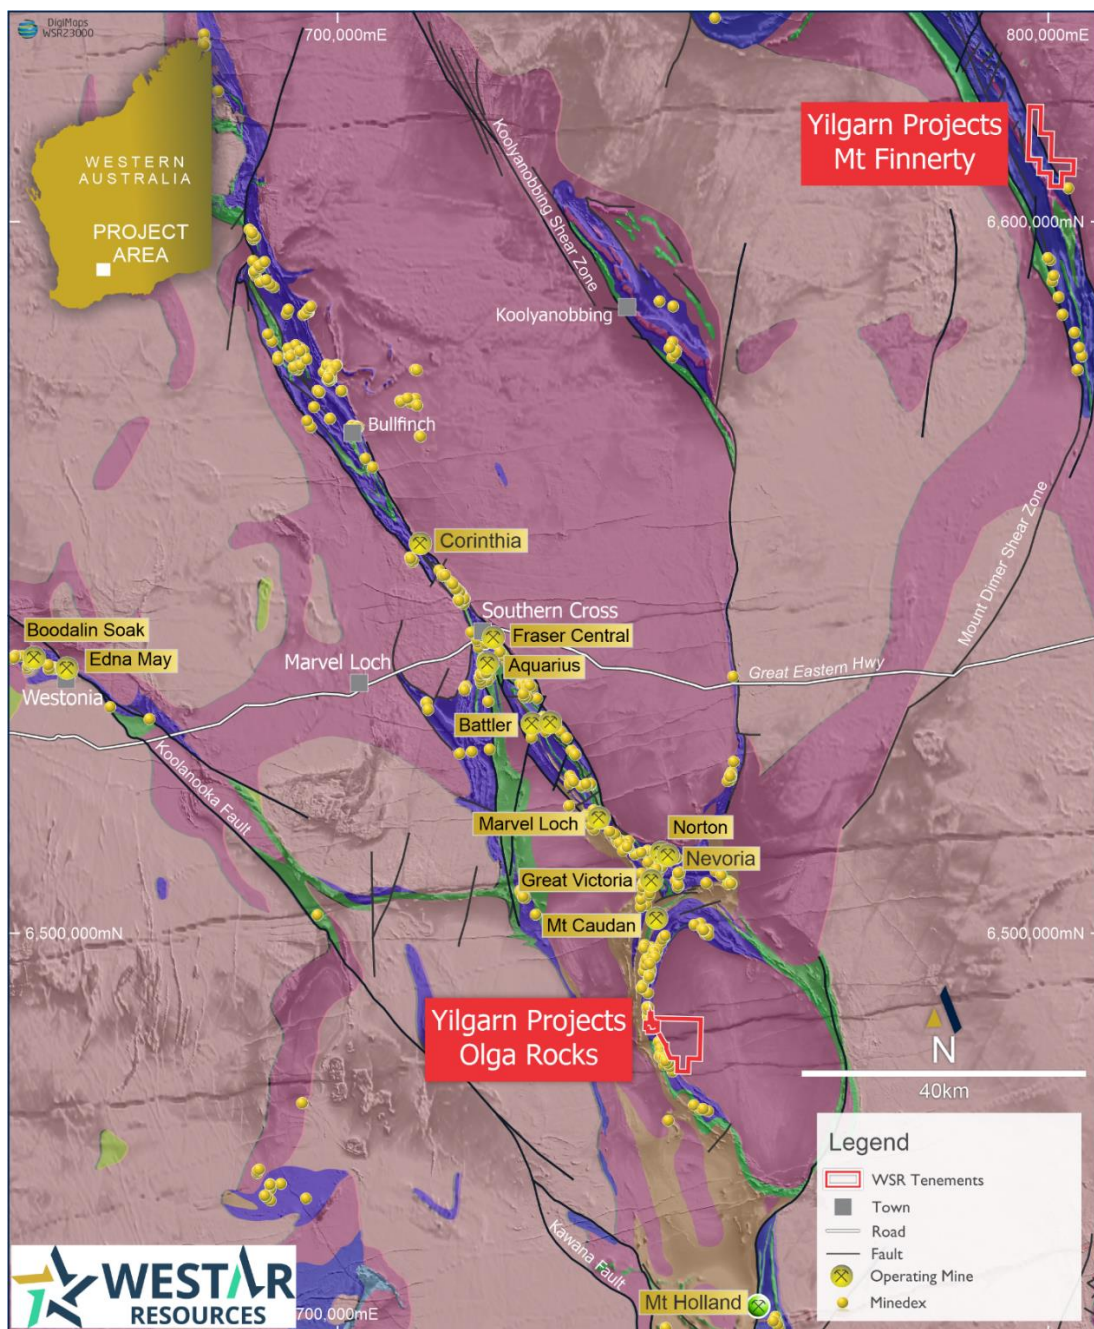 DigiMaps
WSR23000
700,000mE
800,000mE
WESTERN
AUSTRALIA
PROJECT
AREA
Yilgarn Projects
Mt Finnerty
Koolyanobbing Shear Zone
6,600,000mN
Koolyanobbing
Bullfinch
Corinthia
Mount Dimer Shear Zone
Southern Cross
Boodalin Soak
Fraser Central
Edna May
Marvel Loch
Aquarius
Great Eastern Hwy
Westonia
Battler
Koolanooka Fault
Marvel Loch
Norton
Nevoria
Great Victoria
Mt Caudan
6,500,000mN
6,500,000mN
Yilgarn Projects
Olga Rocks
N
40km
Legend
WSR Tenements
Town
Road
Fault
Operating Mine
Minedex
Kawana Fault
WESTAR
RESOURCES
700,000mE
Mt Holland